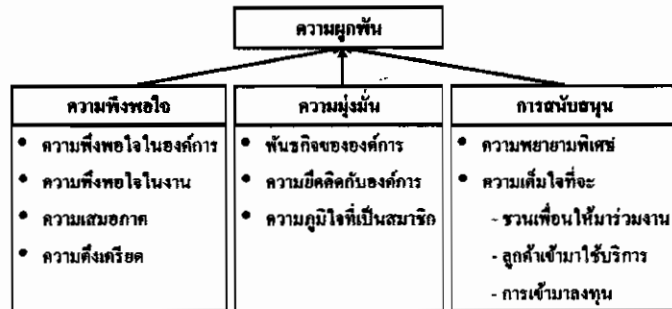 ความผูกพัน
ความพึงพอใจ
• ความพึงพอใจในองค์การ
• ความพึงพอใจในงาน
• ความเสมอภาค
• ความตึงเครียด
ความมุ่งมั่น
• พันธกิจขององค์การ
• ความยึดติดกับองค์การ
• ความภูมิใจที่เป็นสมาชิก
การสนับสนุน
• ความพยายามพิเศษ
• ความเต็มใจที่จะ
- ชวนเพื่อนให้มาร่วมงาน
- ลูกค้าเข้ามาใช้บริการ
- การเข้ามาลงทุน